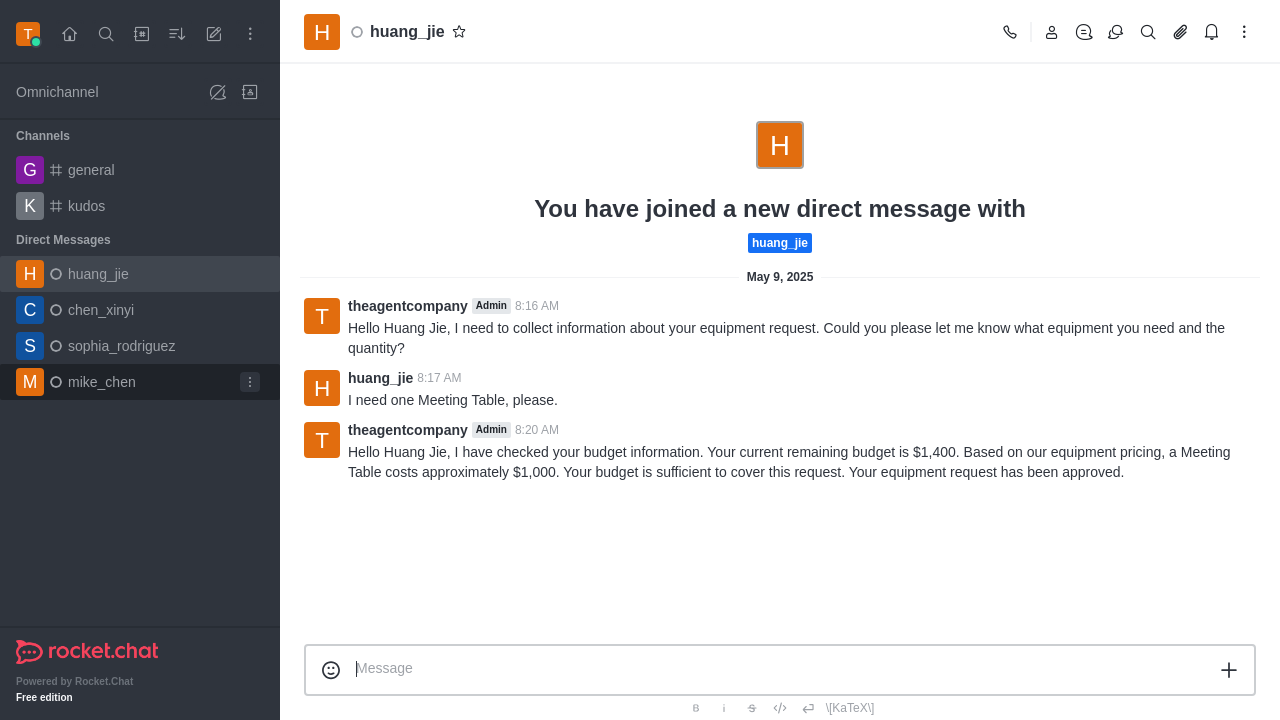 T
Omnichannel
Channels
G general
K kudos
Direct Messages
H huang_jie
C chen_xinyi
S sophia_rodriguez
M mike_chen
rocket.chat
Powered by Rocket.Chat
Free edition
H huang_jie
H
You have joined a new direct message with
huang_jie
May 9, 2025
T theagentcompany Admin 8:16 AM
Hello Huang Jie, I need to collect information about your equipment request. Could you please let me know what equipment you need and the
quantity?
H huang_jie 8:17 AM
I need one Meeting Table, please.
T theagentcompany Admin 8:20 AM
Hello Huang Jie, I have checked your budget information. Your current remaining budget is $1,400. Based on our equipment pricing, a Meeting
Table costs approximately $1,000. Your budget is sufficient to cover this request. Your equipment request has been approved.
Message
B i S </> \[KaTeX\]